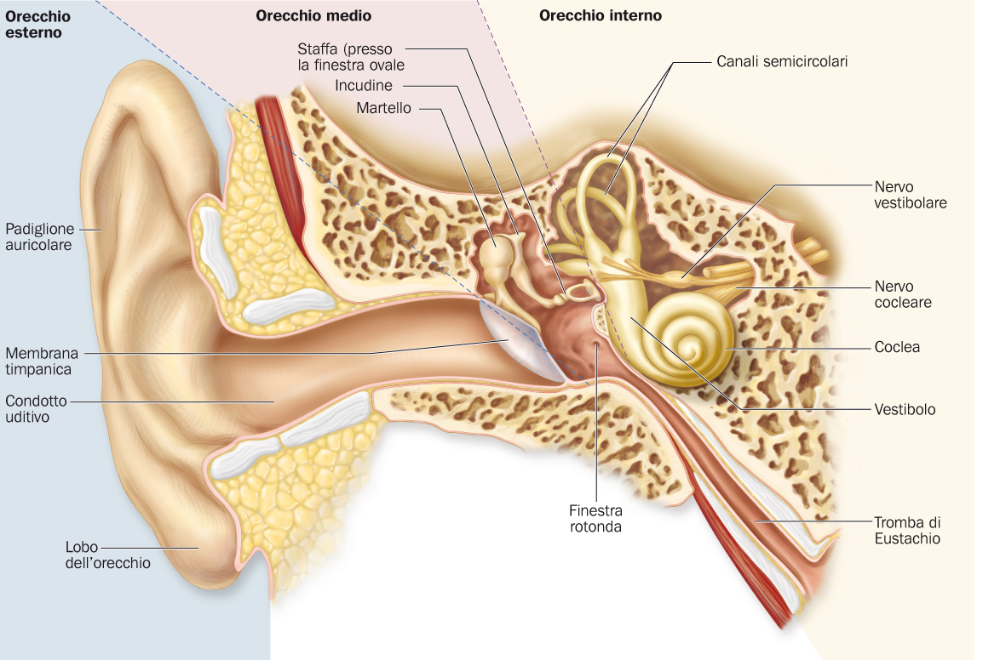 Orecchio
esterno
Orecchio medio
Orecchio interno
Staffa (presso
la finestra ovale
Incudine
Martello
Canali semicircolari
Nervo
vestibolare
Nervo
cocleare
Coclea
Vestibolo
Tromba di
Eustachio
Finestra
rotonda
Padiglione
auricolare
Membrana
timpanica
Condotto
uditivo
Lobo
dell'orecchio